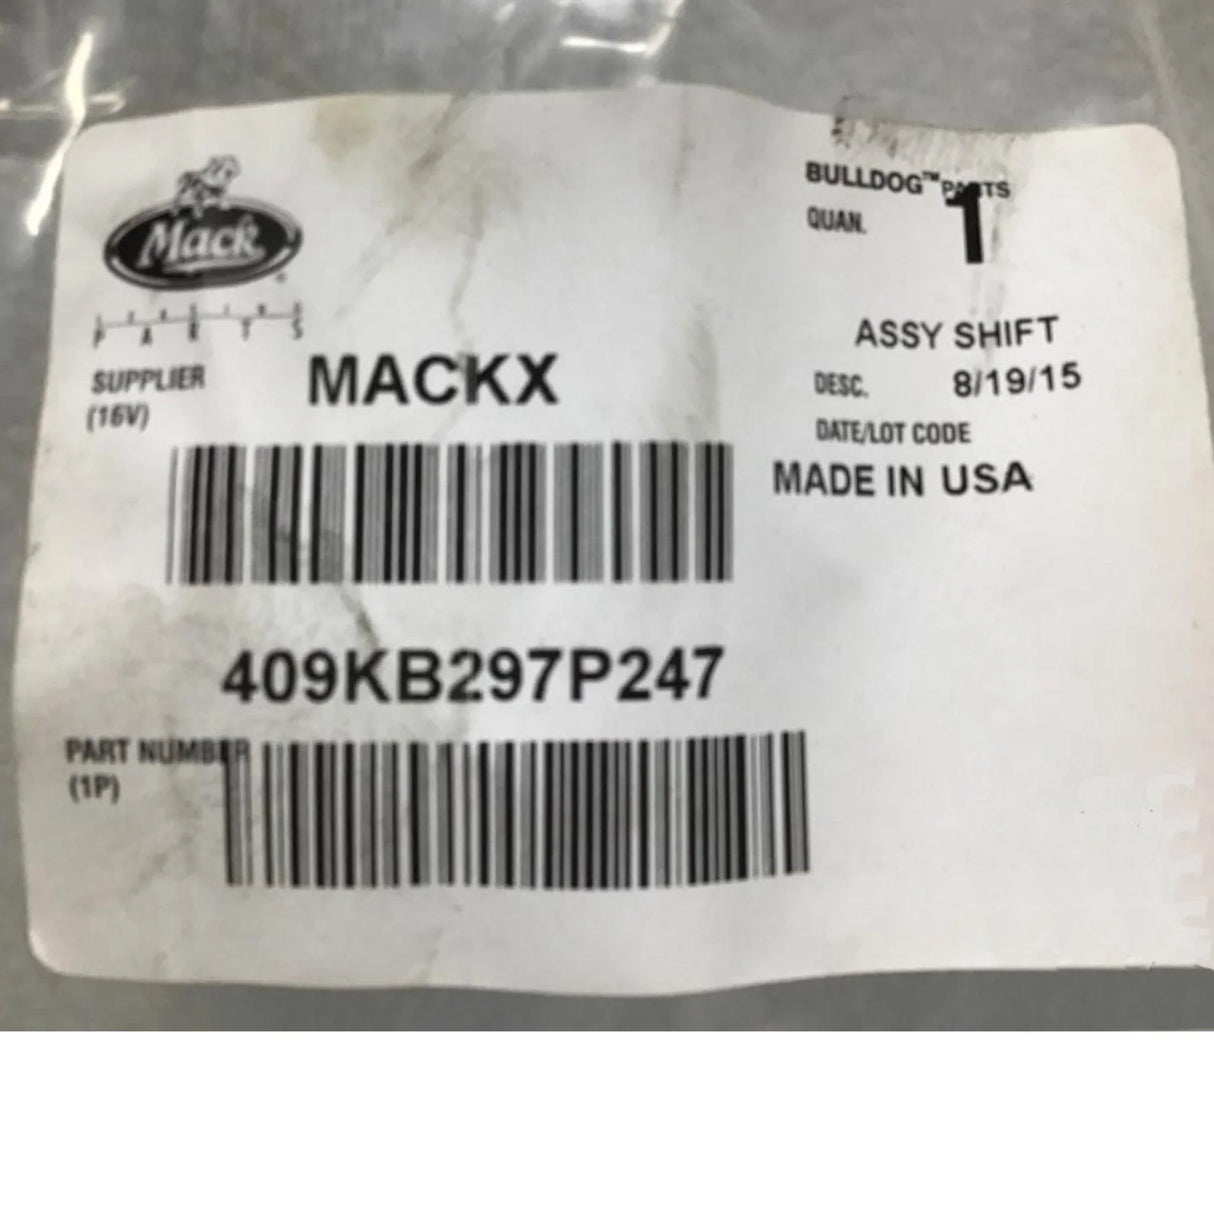 Mack
P A R T S
SUPPLIER
(16V)
MACKX
409KB297P247
PART NUMBER
(1P)
BULLDOG™ PARTS
QUAN.
1
ASSY SHIFT
DESC.
8/19/15
DATE/LOT CODE
MADE IN USA